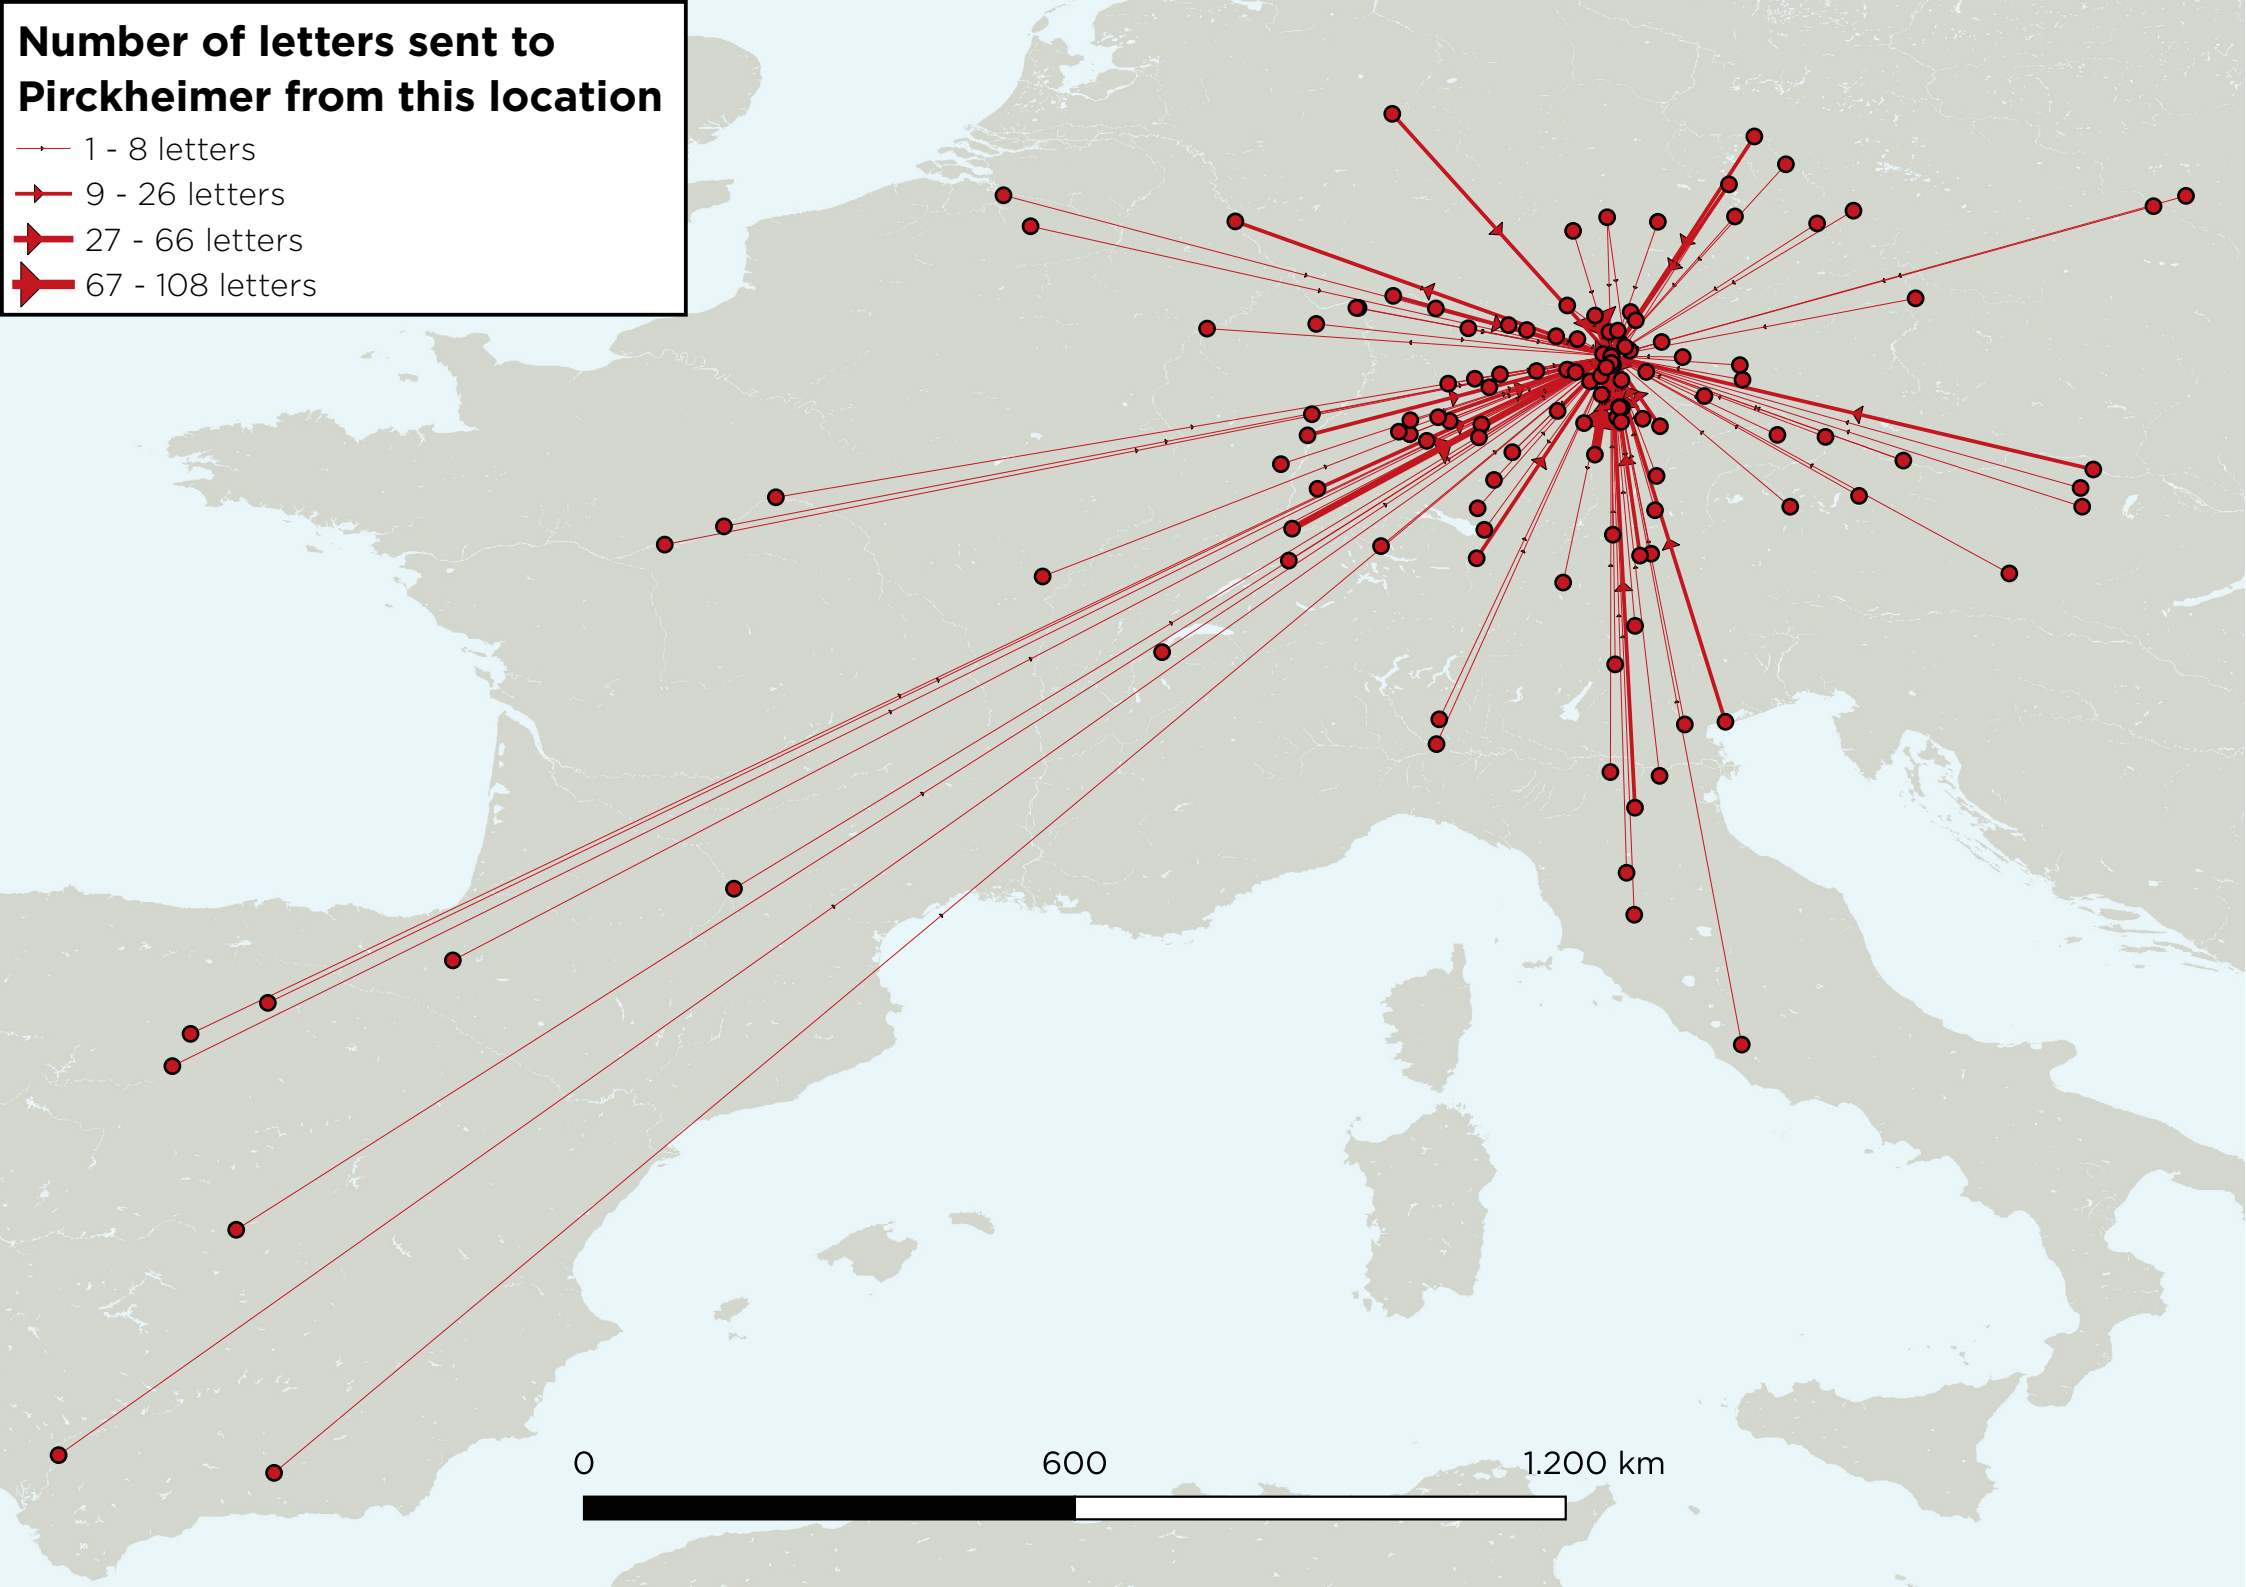 Number of letters sent to
Pirckheimer from this location
1 - 8 letters
9 - 26 letters
27 - 66 letters
67 - 108 letters
0 600 1.200 km